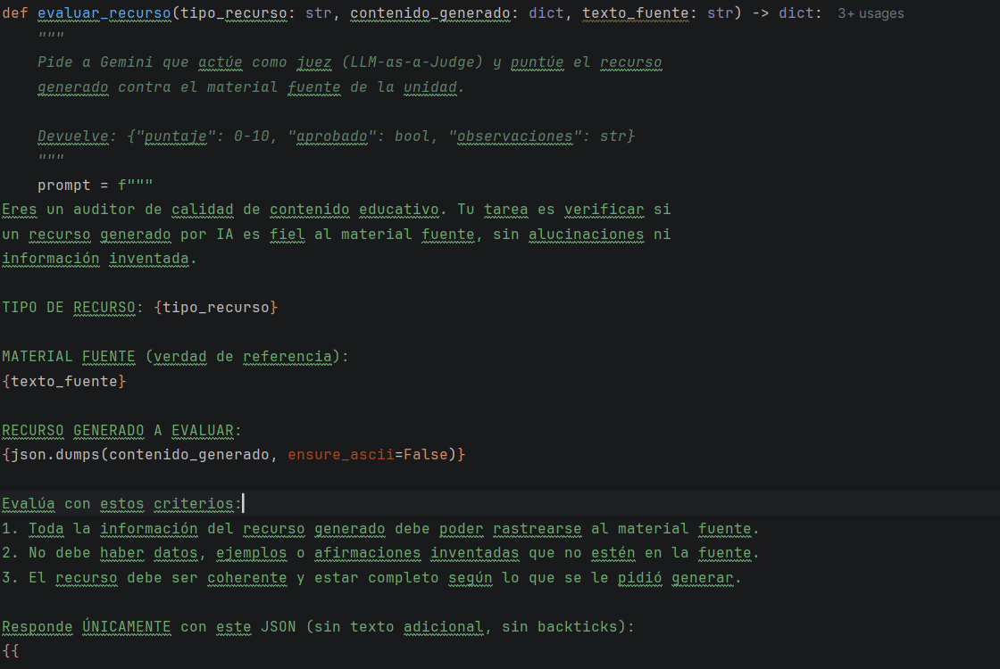 def evaluar_recurso(tipo_recurso: str, contenido_generado: dict, texto_fuente: str) -> dict:  3+ usages
    """
    Pide a Gemini que actúe como juez (LLM-as-a-Judge) y puntúe el recurso
    generado contra el material fuente de la unidad.

    Devuelve: {"puntaje": 0-10, "aprobado": bool, "observaciones": str}
    """
    prompt = f"""
Eres un auditor de calidad de contenido educativo. Tu tarea es verificar si
un recurso generado por IA es fiel al material fuente, sin alucinaciones ni
información inventada.

TIPO DE RECURSO: {tipo_recurso}

MATERIAL FUENTE (verdad de referencia):
{texto_fuente}

RECURSO GENERADO A EVALUAR:
{json.dumps(contenido_generado, ensure_ascii=False)}

Evalúa con estos criterios:
1. Toda la información del recurso generado debe poder rastrearse al material fuente.
2. No debe haber datos, ejemplos o afirmaciones inventadas que no estén en la fuente.
3. El recurso debe ser coherente y estar completo según lo que se le pidió generar.

Responde ÚNICAMENTE con este JSON (sin texto adicional, sin backticks):
{{